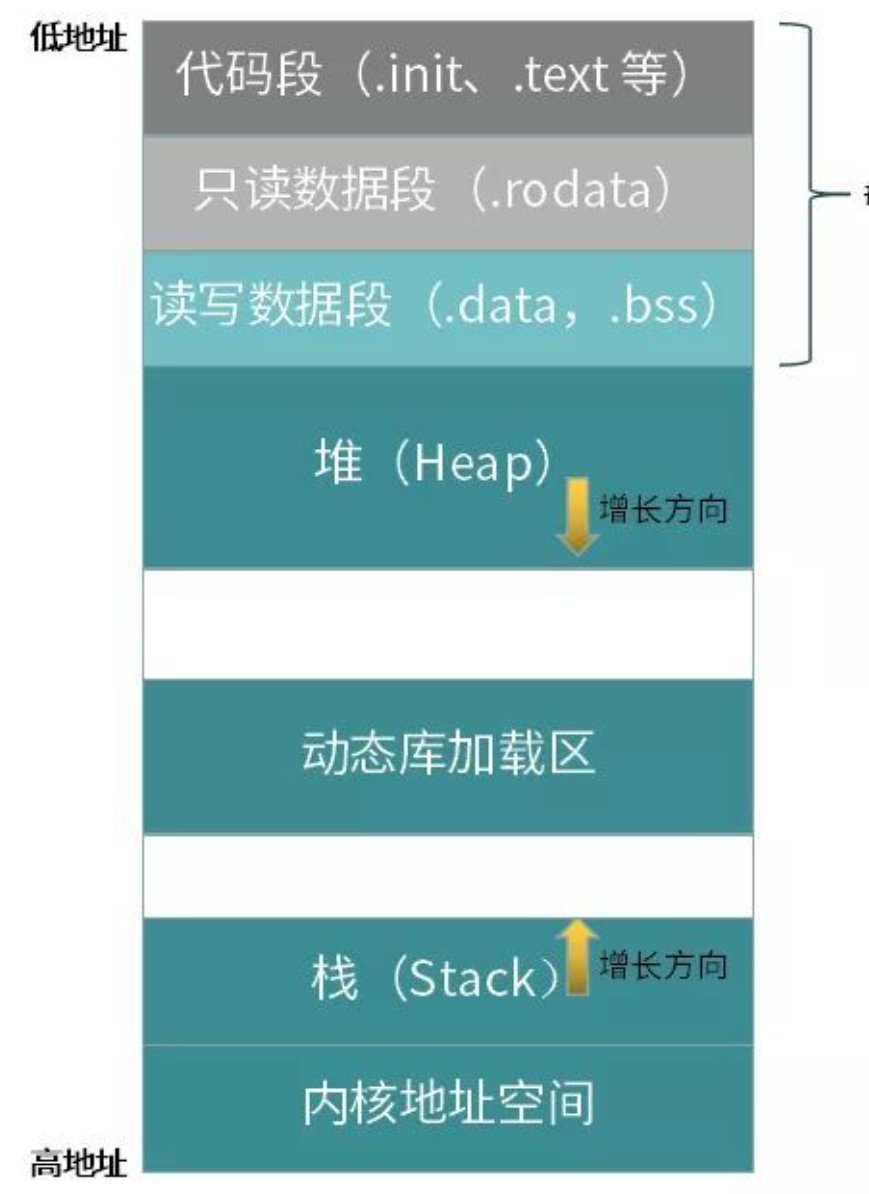 低地址
代码段（.init、.text 等）
只读数据段（.rodata）
读写数据段（.data，.bss）
堆（Heap）
增长方向
动态库加载区
栈（Stack）
增长方向
内核地址空间
高地址